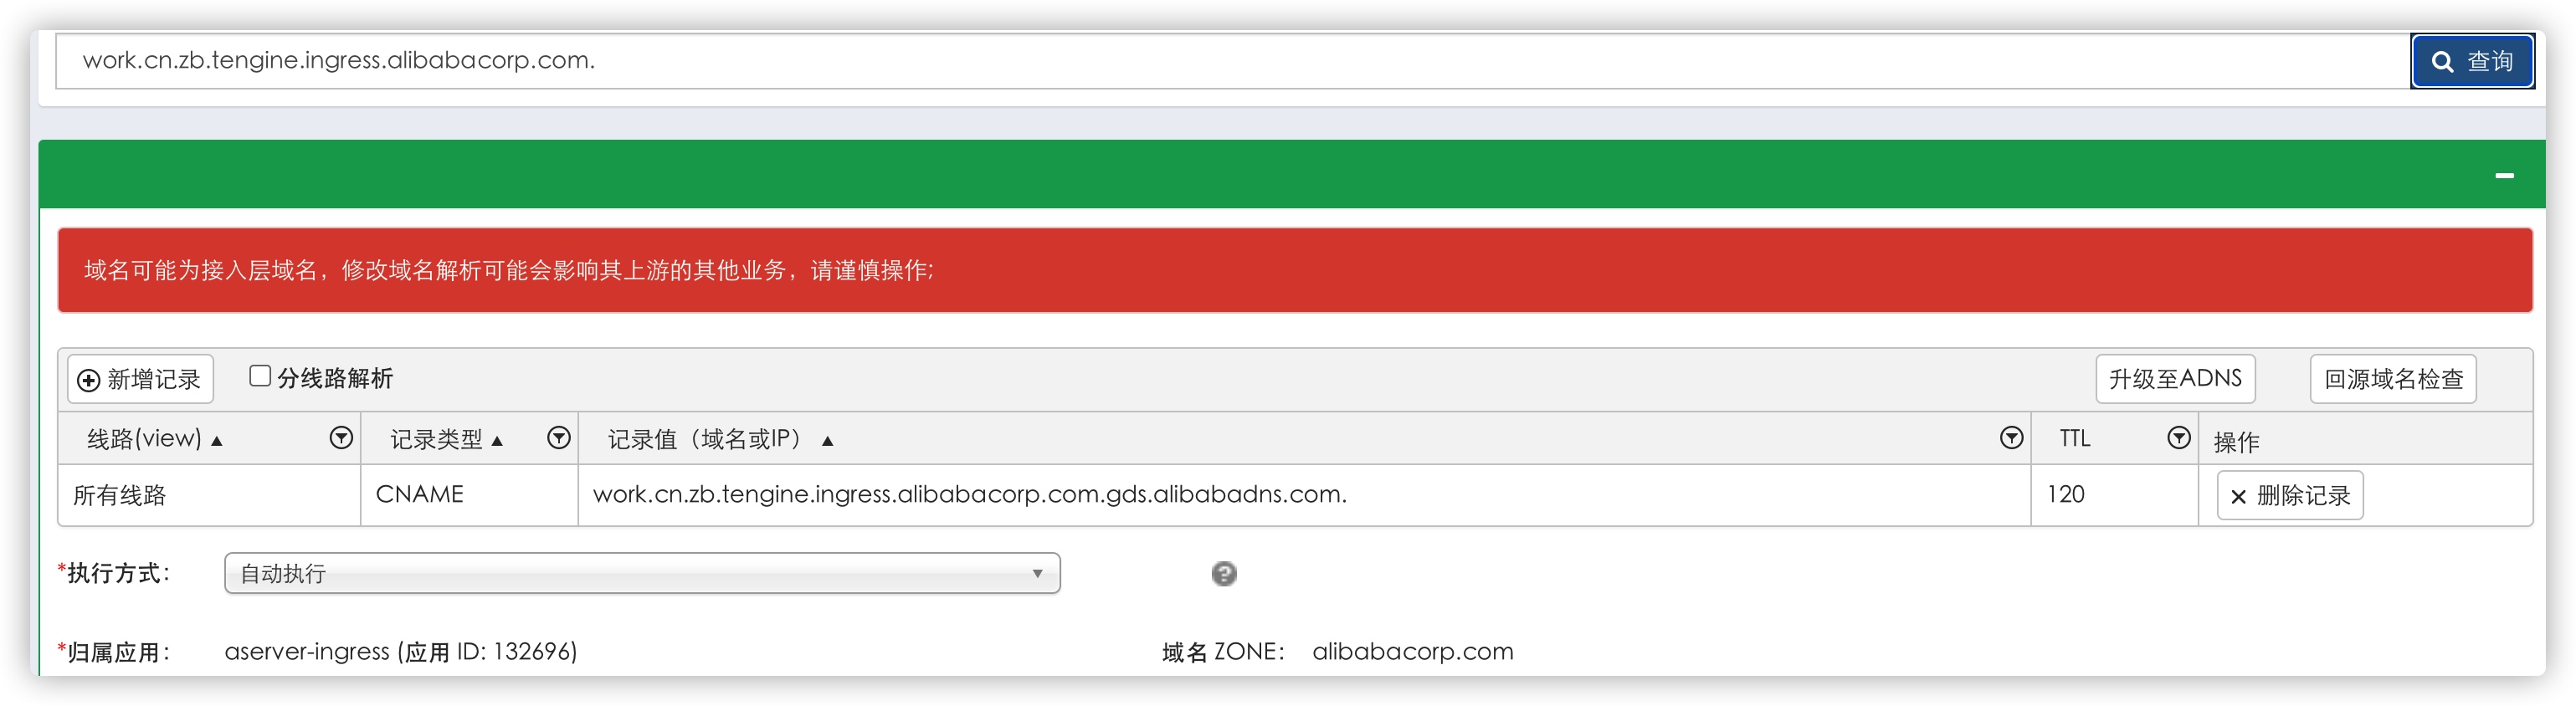 work.cn.zb.tengine.ingress.alibabacorp.com.
查询
域名可能为接入层域名，修改域名解析可能会影响其上游的其他业务，请谨慎操作;
新增记录 分线路解析 升级至ADNS 回源域名检查
线路(view) 记录类型 记录值（域名或IP） TTL 操作
所有线路 CNAME work.cn.zb.tengine.ingress.alibabacorp.com.gds.alibabadns.com. 120 删除记录
*执行方式： 自动执行
*归属应用： aserver-ingress (应用 ID: 132696) 域名 ZONE： alibabacorp.com